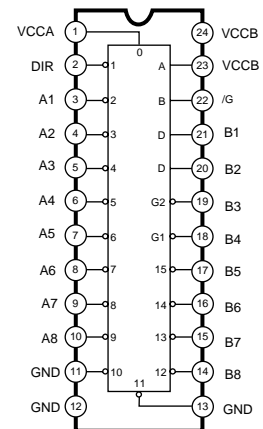 VCCA 1 0 24 VCCB
DIR 2 1 A 23 VCCB
A1 3 2 B 22 /G
A2 4 3 D 21 B1
A3 5 4 D 20 B2
A4 6 5 G2 19 B3
A5 7 6 G1 18 B4
A6 8 7 15 17 B5
A7 9 8 14 16 B6
A8 10 9 13 15 B7
GND 11 10 12 14 B8
GND 12 11 13 GND